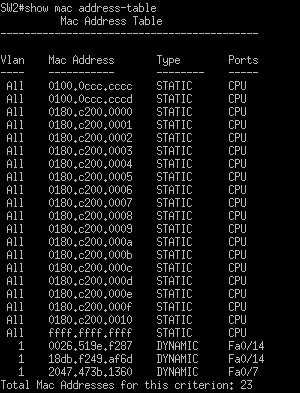 SW2#show mac address-table
Mac Address Table
-------------------------------------------
Vlan Mac Address Type Ports
---- ----------- -------- -----
All 0100.0ccc.cccc STATIC CPU
All 0100.0ccc.cccd STATIC CPU
All 0180.c200.0000 STATIC CPU
All 0180.c200.0001 STATIC CPU
All 0180.c200.0002 STATIC CPU
All 0180.c200.0003 STATIC CPU
All 0180.c200.0004 STATIC CPU
All 0180.c200.0005 STATIC CPU
All 0180.c200.0006 STATIC CPU
All 0180.c200.0007 STATIC CPU
All 0180.c200.0008 STATIC CPU
All 0180.c200.0009 STATIC CPU
All 0180.c200.000a STATIC CPU
All 0180.c200.000b STATIC CPU
All 0180.c200.000c STATIC CPU
All 0180.c200.000d STATIC CPU
All 0180.c200.000e STATIC CPU
All 0180.c200.000f STATIC CPU
All 0180.c200.0010 STATIC CPU
All ffff.ffff.ffff STATIC CPU
1 0026.519e.f287 DYNAMIC Fa0/14
1 18db.f249.af6d DYNAMIC Fa0/14
1 2047.473b.1360 DYNAMIC Fa0/7
Total Mac Addresses for this criterion: 23